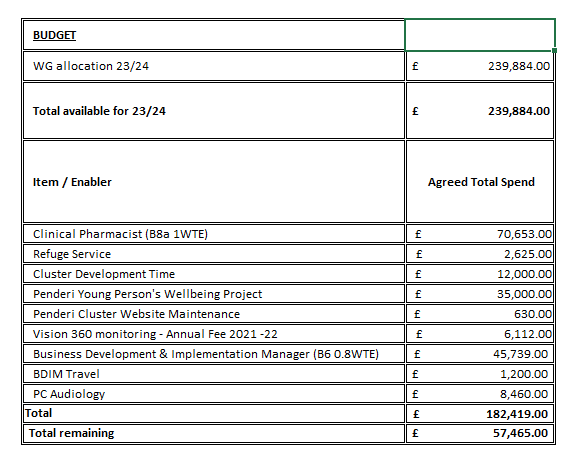 BUDGET
WG allocation 23/24 £ 239,884.00
Total available for 23/24 £ 239,884.00
Item / Enabler Agreed Total Spend
Clinical Pharmacist (B8a 1WTE) £ 70,653.00
Refuge Service £ 2,625.00
Cluster Development Time £ 12,000.00
Penderi Young Person's Wellbeing Project £ 35,000.00
Penderi Cluster Website Maintenance £ 630.00
Vision 360 monitoring - Annual Fee 2021 -22 £ 6,112.00
Business Development & Implementation Manager (B6 0.8WTE) £ 45,739.00
BDIM Travel £ 1,200.00
PC Audiology £ 8,460.00
Total £ 182,419.00
Total remaining £ 57,465.00